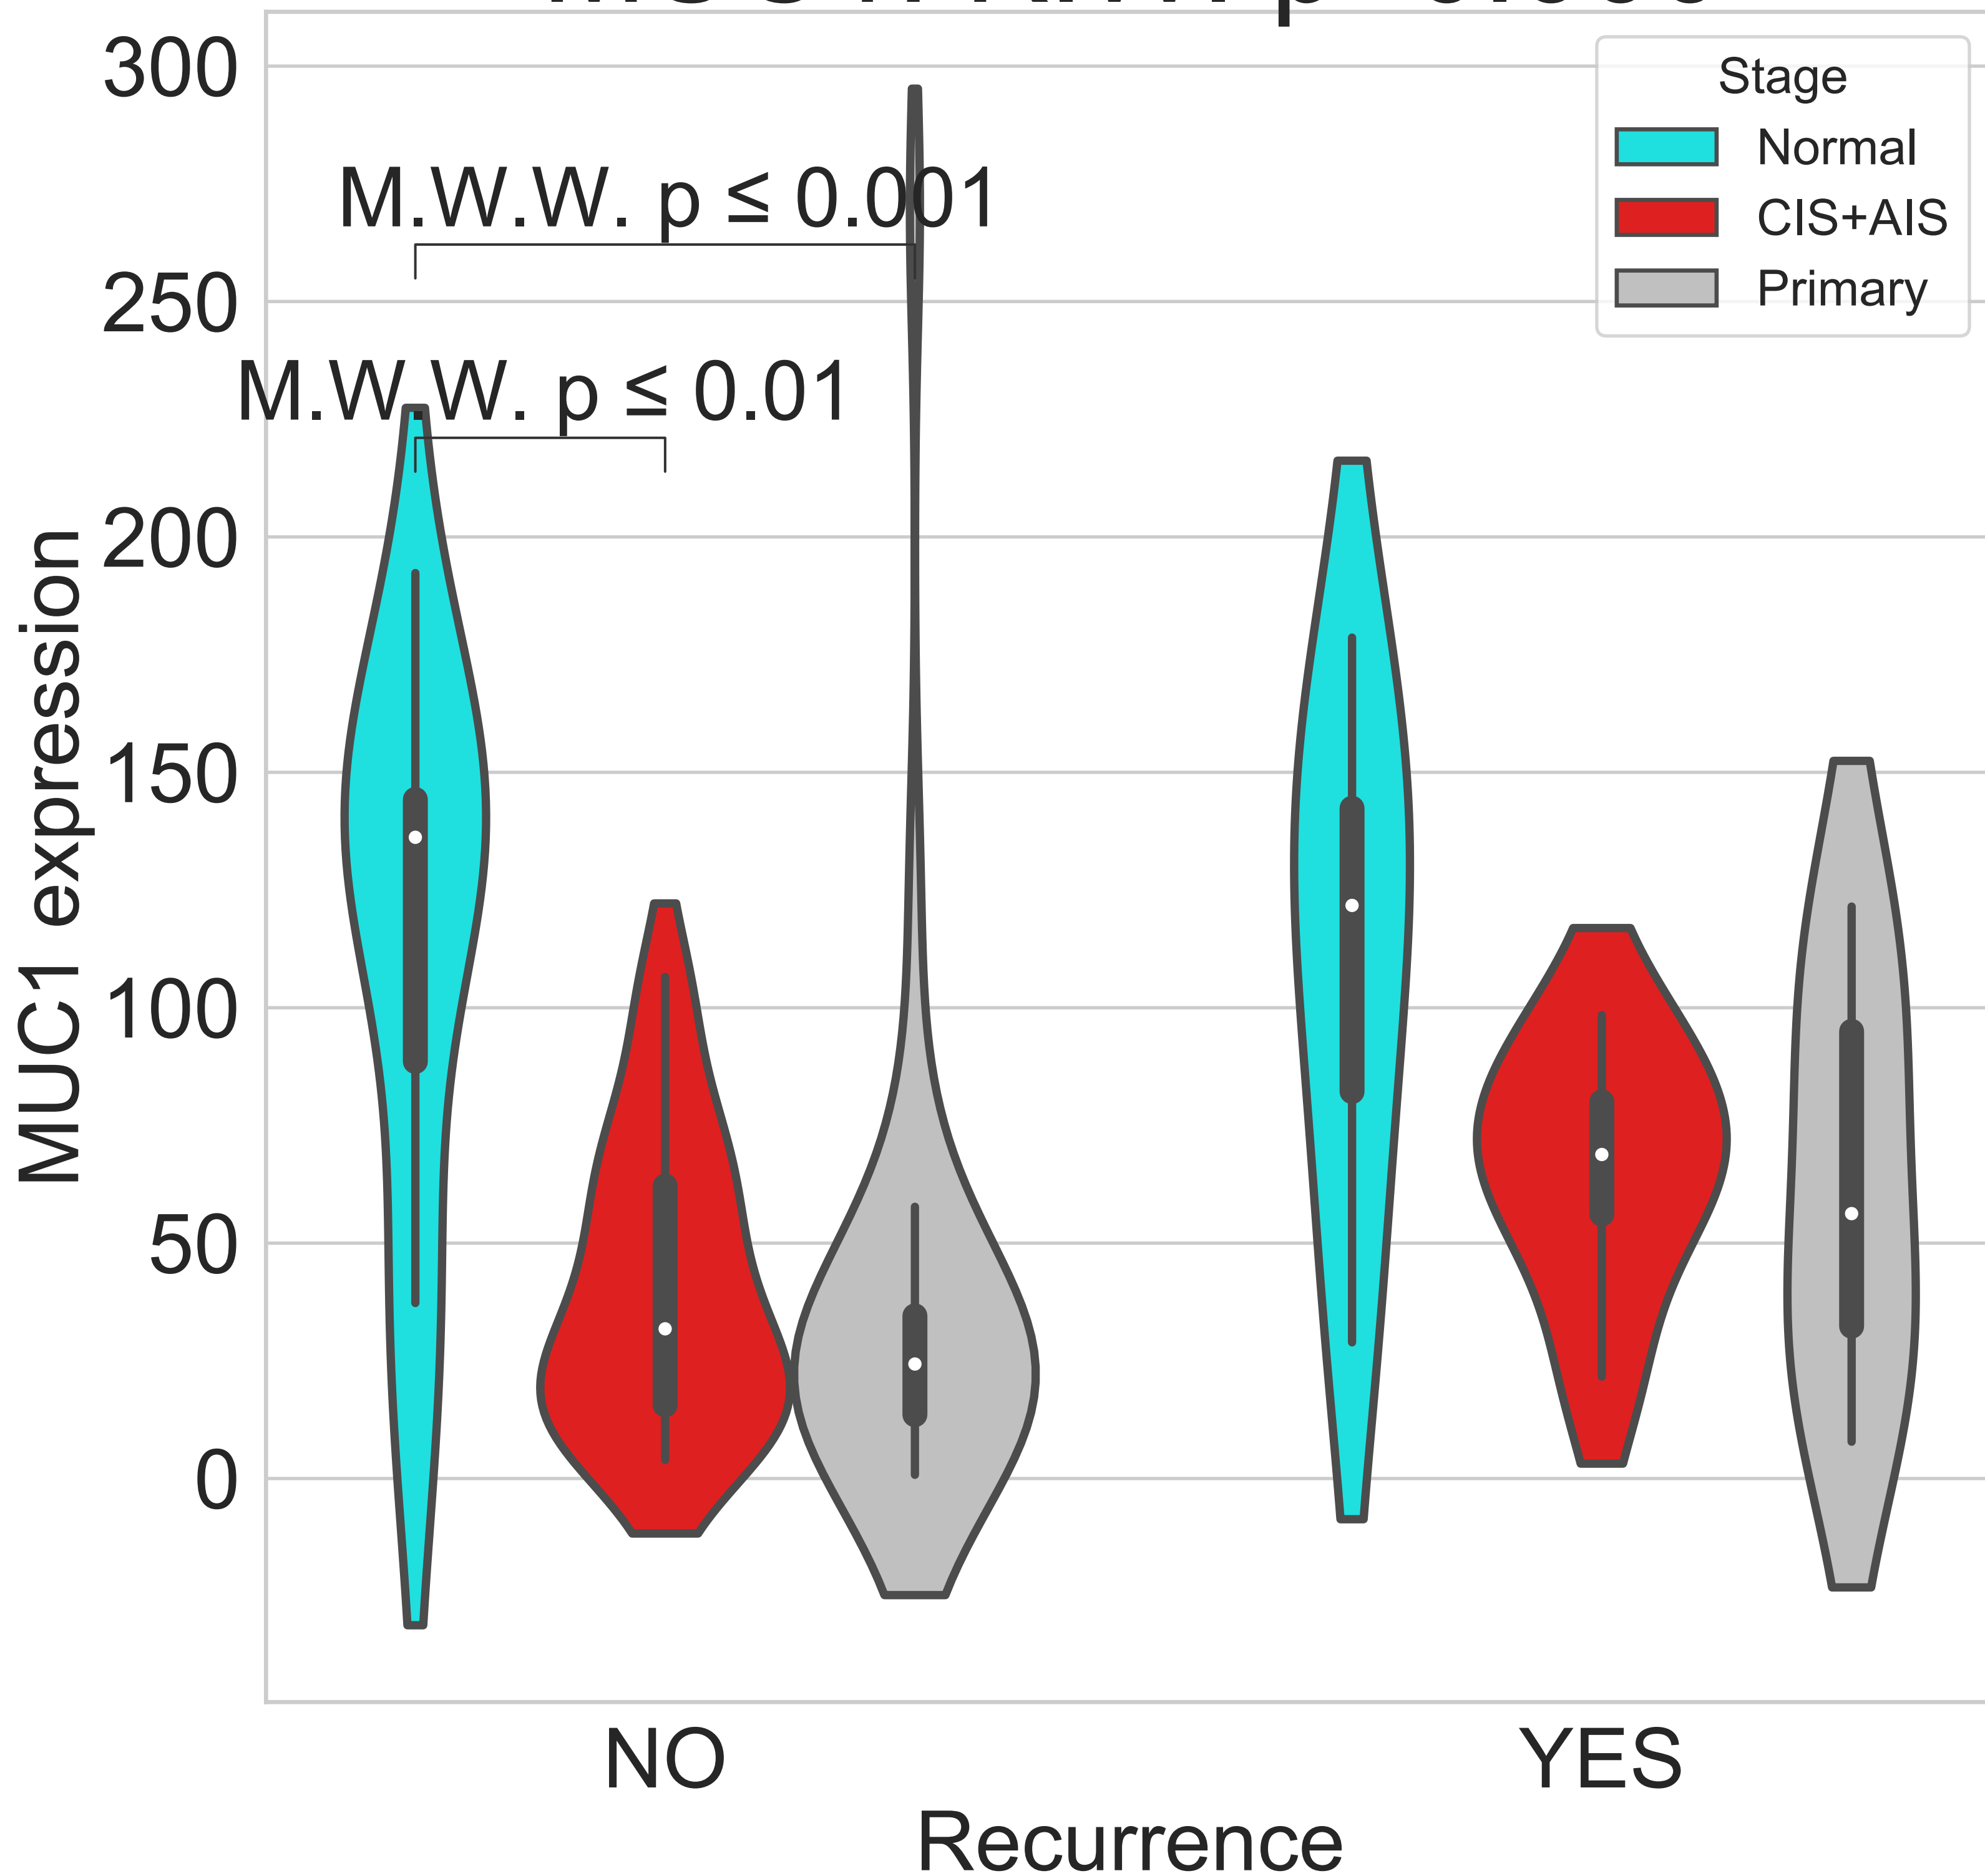 300
250
200
150
100
50
0
MUC1 expression
M.W.W. p ≤ 0.001
M.W.W. p ≤ 0.01
Stage
Normal
CIS+AIS
Primary
NO
YES
Recurrence